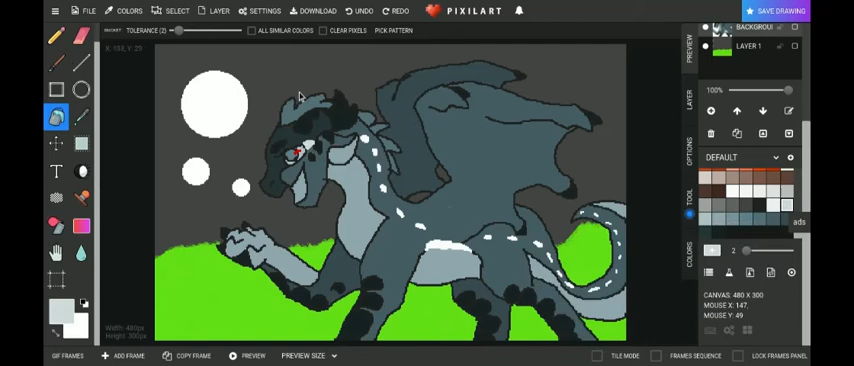 FILE COLORS SELECT LAYER SETTINGS DOWNLOAD UNDO REDO PIXILART SAVE DRAWING
BUCKET: TOLERANCE (2) ALL SIMILAR COLORS CLEAR PIXELS PICK PATTERN
BACKGROU
LAYER 1
100%
DEFAULT
ads
2
PREVIEW
LAYER
OPTIONS
TOOL
COLORS
CANVAS: 480 X 300
MOUSE X: 147,
MOUSE Y: 49
Width: 480px
Height: 300px
GIF FRAMES ADD FRAME COPY FRAME PREVIEW PREVIEW SIZE TILE MODE FRAMES SEQUENCE LOCK FRAMES PANEL